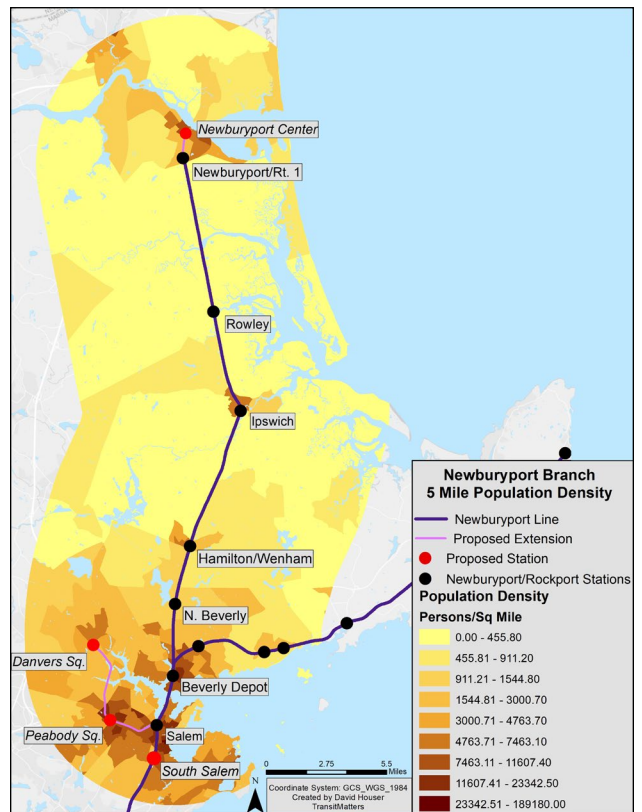 Newburyport Center
Newburyport/Rt. 1
Rowley
Ipswich
Hamilton/Wenham
N. Beverly
Danvers Sq.
Beverly Depot
Peabody Sq.
Salem
South Salem
Newburyport Branch
5 Mile Population Density
Newburyport Line
Proposed Extension
Proposed Station
Newburyport/Rockport Stations
Population Density
Persons/Sq Mile
0.00 - 455.80
455.81 - 911.20
911.21 - 1544.80
1544.81 - 3000.70
3000.71 - 4763.70
4763.71 - 7463.10
7463.11 - 11607.40
11607.41 - 23342.50
23342.51 - 189180.00
0 2.75 5.5
Miles
N
Coordinate System: GCS_WGS_1984
Created by David Houser
TransitMatters